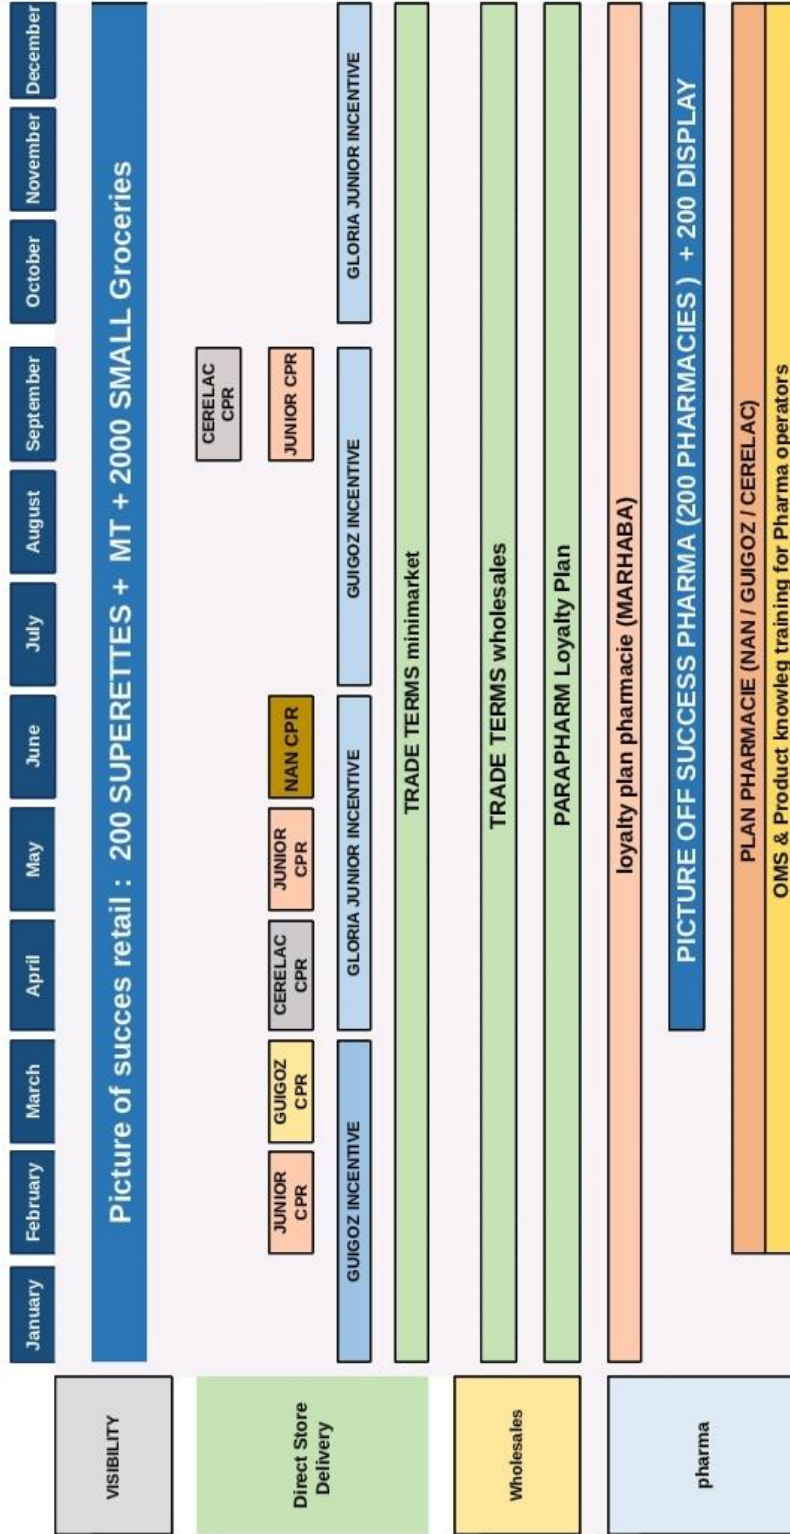 January February March April May June July August September October November December
VISIBILITY
Picture of succes retail : 200 SUPERETTES + MT + 2000 SMALL Groceries
Direct Store
Delivery
CERELAC
CPR
JUNIOR
CPR
GUIGOZ
CPR
CERELAC
CPR
JUNIOR
CPR
NAN CPR
JUNIOR CPR
GUIGOZ INCENTIVE
GLORIA JUNIOR INCENTIVE
GUIGOZ INCENTIVE
GLORIA JUNIOR INCENTIVE
TRADE TERMS minimarket
Wholesales
TRADE TERMS wholesales
PARAPHARM Loyalty Plan
pharma
loyalty plan pharmacie (MARHABA)
PICTURE OFF SUCCESS PHARMA (200 PHARMACIES ) + 200 DISPLAY
PLAN PHARMACIE (NAN / GUIGOZ / CERELAC)
OMS & Product knowleg training for Pharma operators